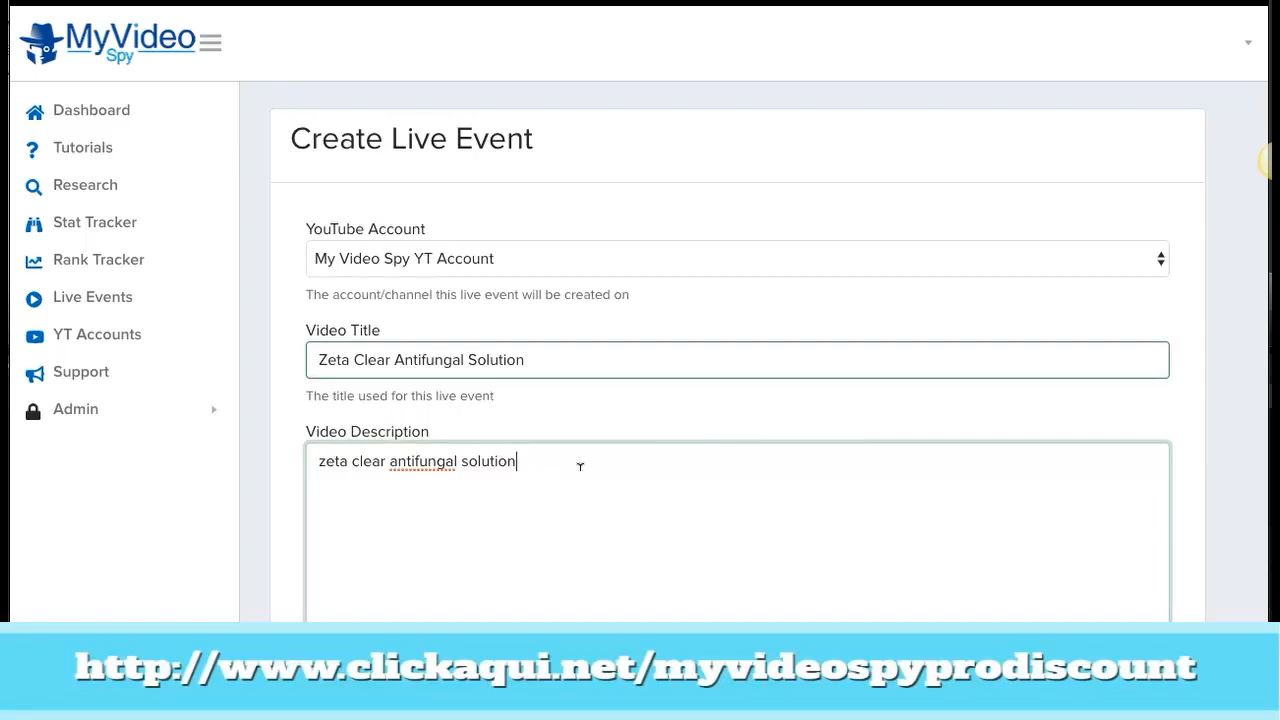 MyVideo
Spy
Dashboard
Tutorials
Research
Stat Tracker
Rank Tracker
Live Events
YT Accounts
Support
Admin
Create Live Event
YouTube Account
My Video Spy YT Account
The account/channel this live event will be created on
Video Title
Zeta Clear Antifungal Solution
The title used for this live event
Video Description
zeta clear antifungal solution
http://www.clickaqui.net/myvideospyprodiscount